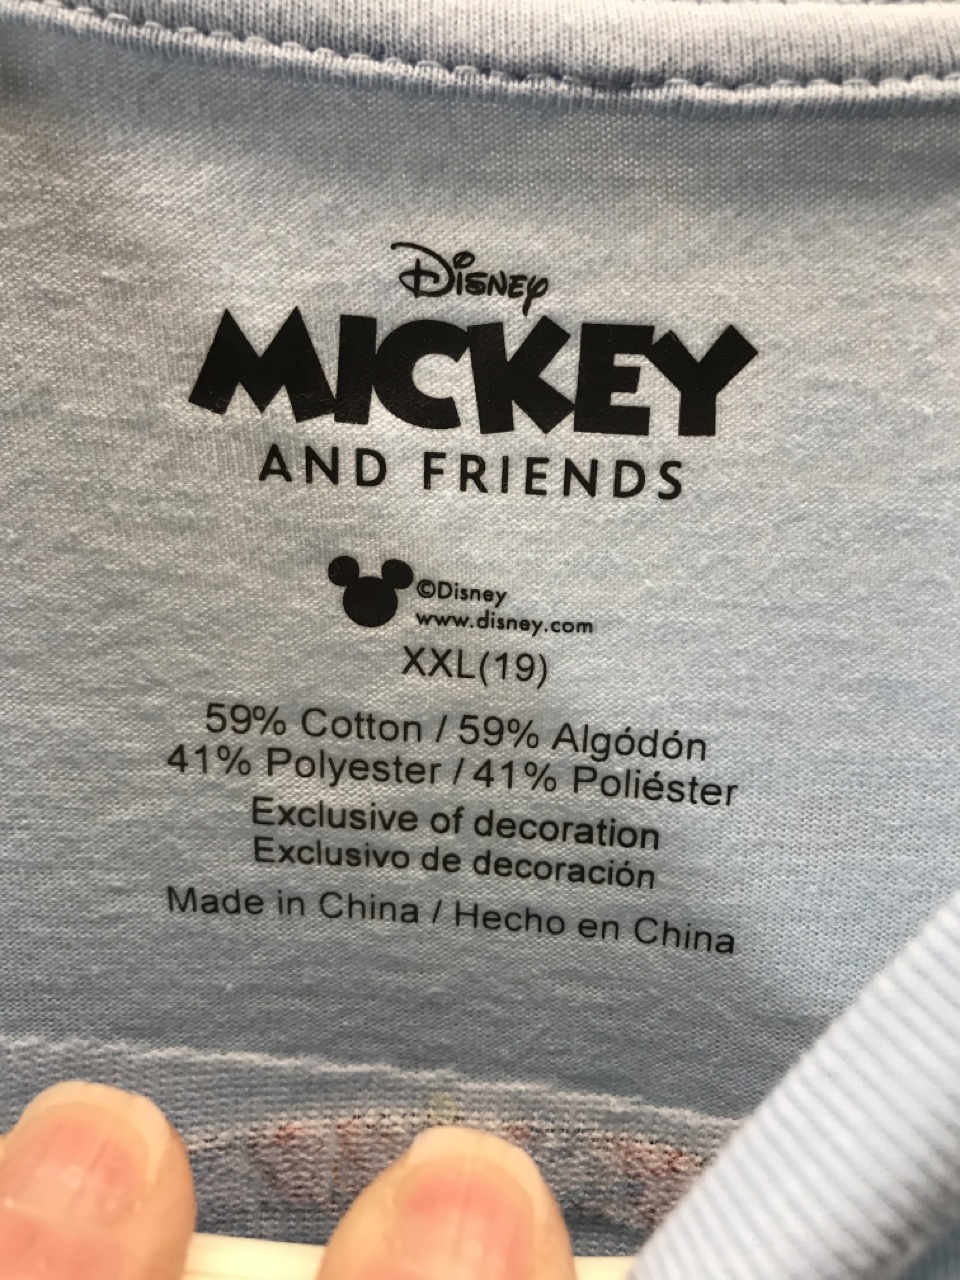 Disney
MICKEY
AND FRIENDS
©Disney
www.disney.com
XXL(19)
59% Cotton / 59% Algódón
41% Polyester / 41% Poliéster
Exclusive of decoration
Exclusivo de decoración
Made in China / Hecho en China